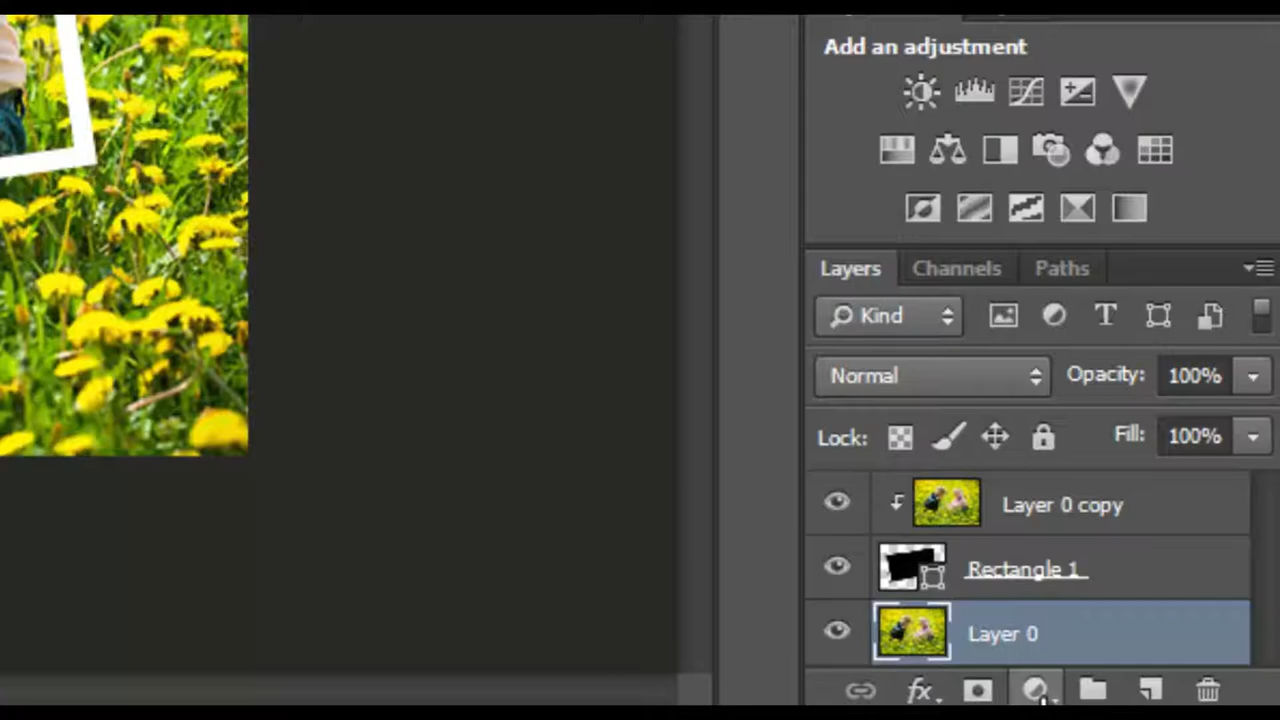 Add an adjustment
Layers Channels Paths
Kind
Normal Opacity: 100%
Lock: Fill: 100%
Layer 0 copy
Rectangle 1
Layer 0
fx